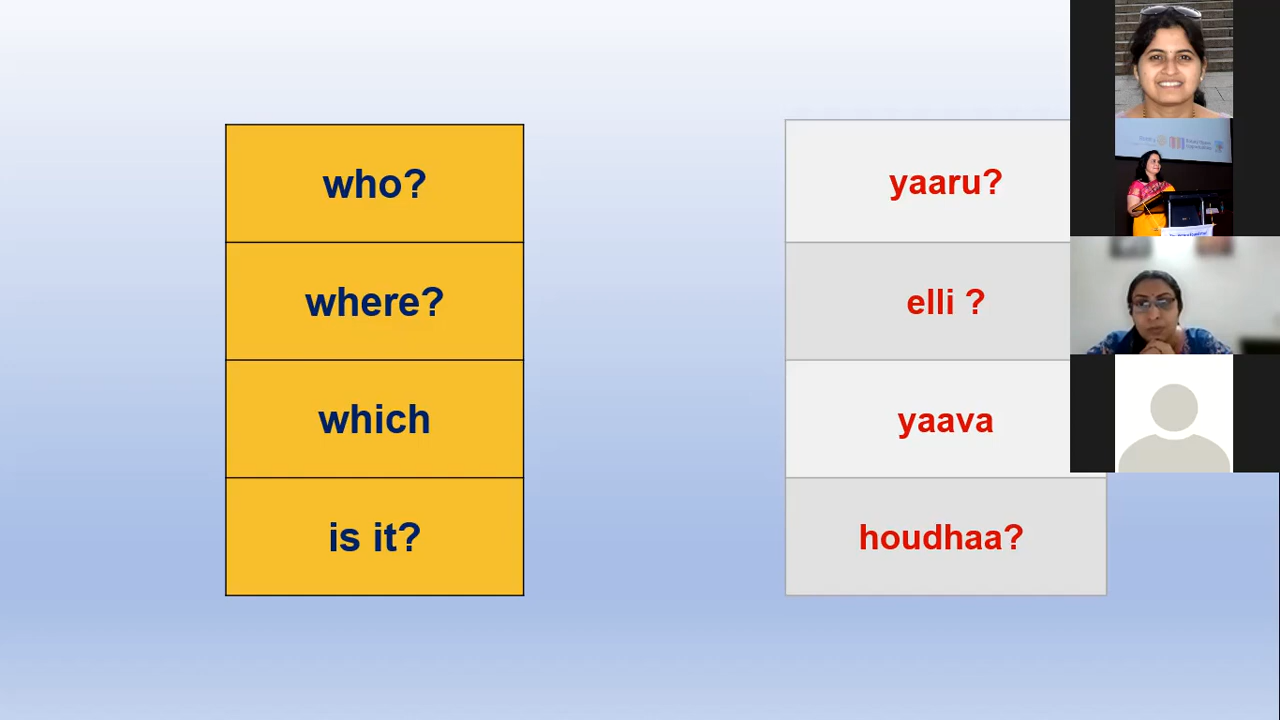 who?
yaaru?
where?
elli ?
which
yaava
is it?
houdhaa?